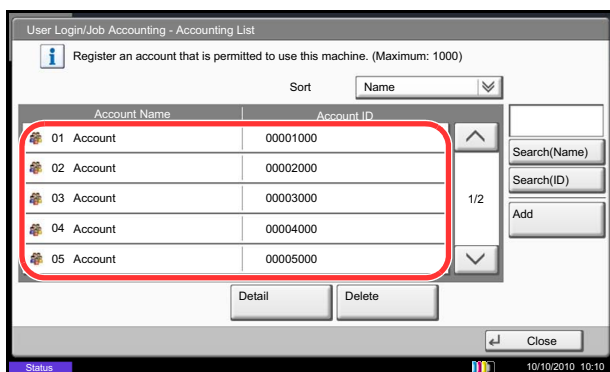 User Login/Job Accounting - Accounting List
i Register an account that is permitted to use this machine. (Maximum: 1000)
Sort Name
Account Name Account ID
01 Account 00001000
02 Account 00002000
03 Account 00003000
04 Account 00004000
05 Account 00005000
1/2
Search(Name)
Search(ID)
Add
Detail Delete
Close
Status 10/10/2010 10:10